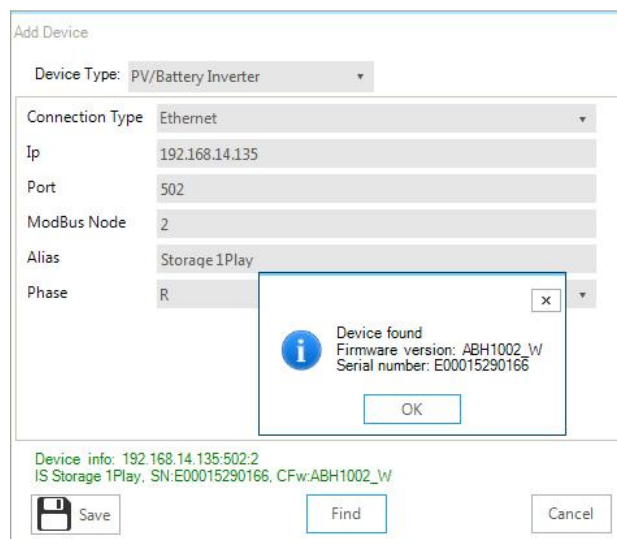 Add Device
Device Type: PV/Battery Inverter
Connection Type Ethernet
Ip 192.168.14.135
Port 502
ModBus Node 2
Alias Storage 1Play
Phase R
Device found
Firmware version: ABH1002_W
Serial number: E00015290166
OK
Device info: 192.168.14.135:502:2
IS Storage 1Play, SN:E00015290166, CFw:ABH1002_W
Save Find Cancel